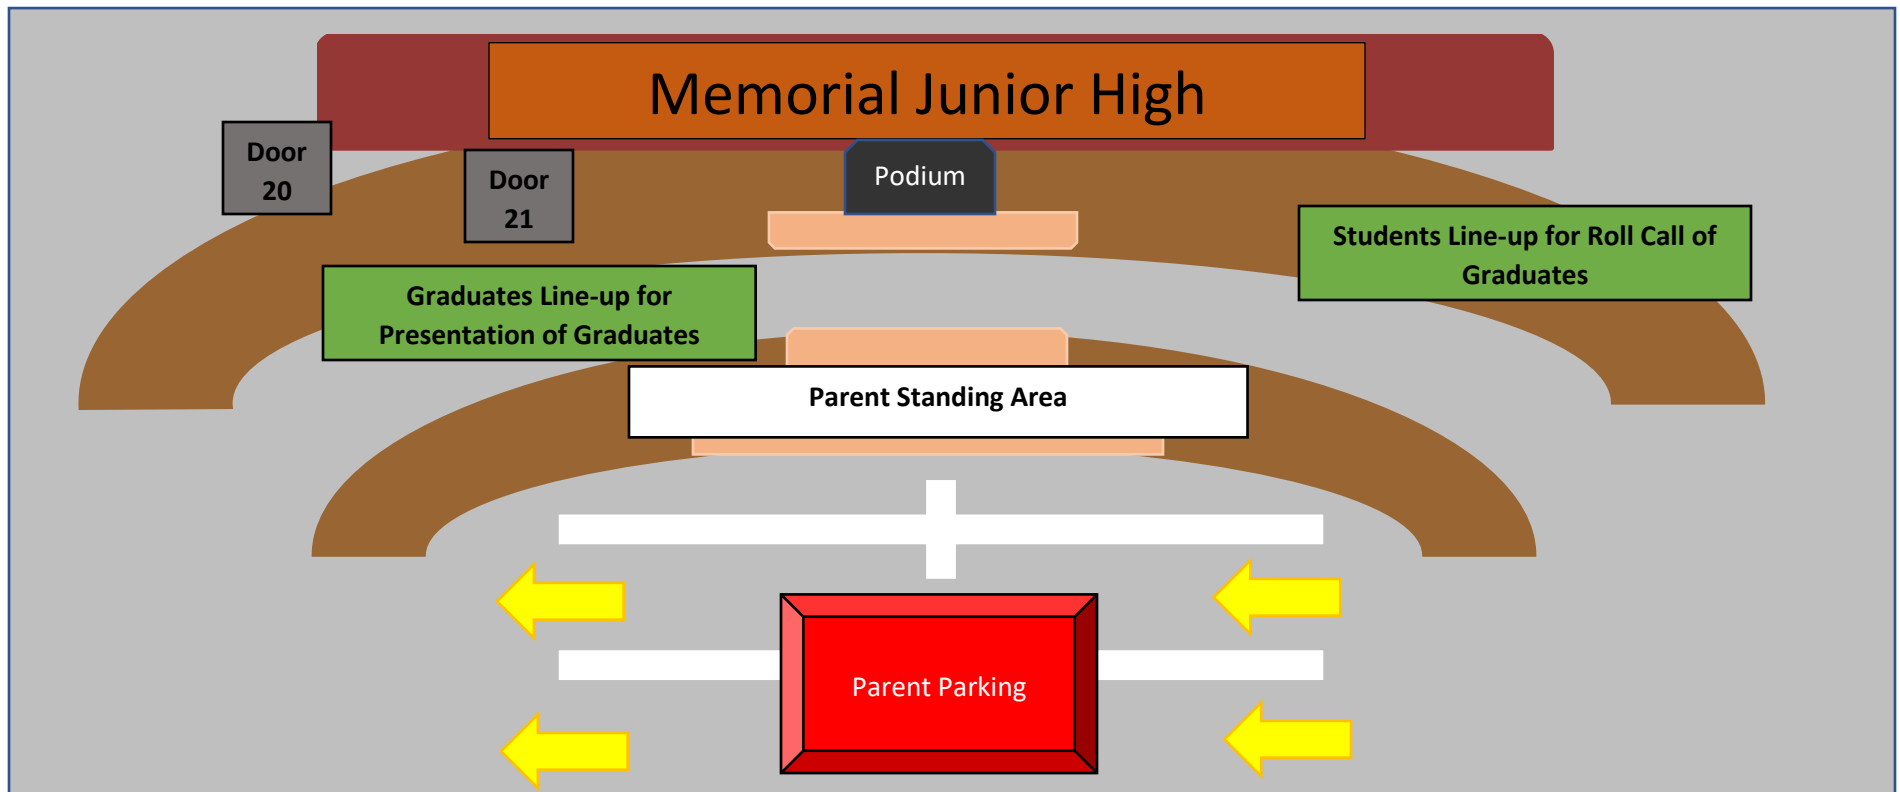 Memorial Junior High
Door
20
Door
21
Podium
Students Line-up for Roll Call of
Graduates
Graduates Line-up for
Presentation of Graduates
Parent Standing Area
Parent Parking